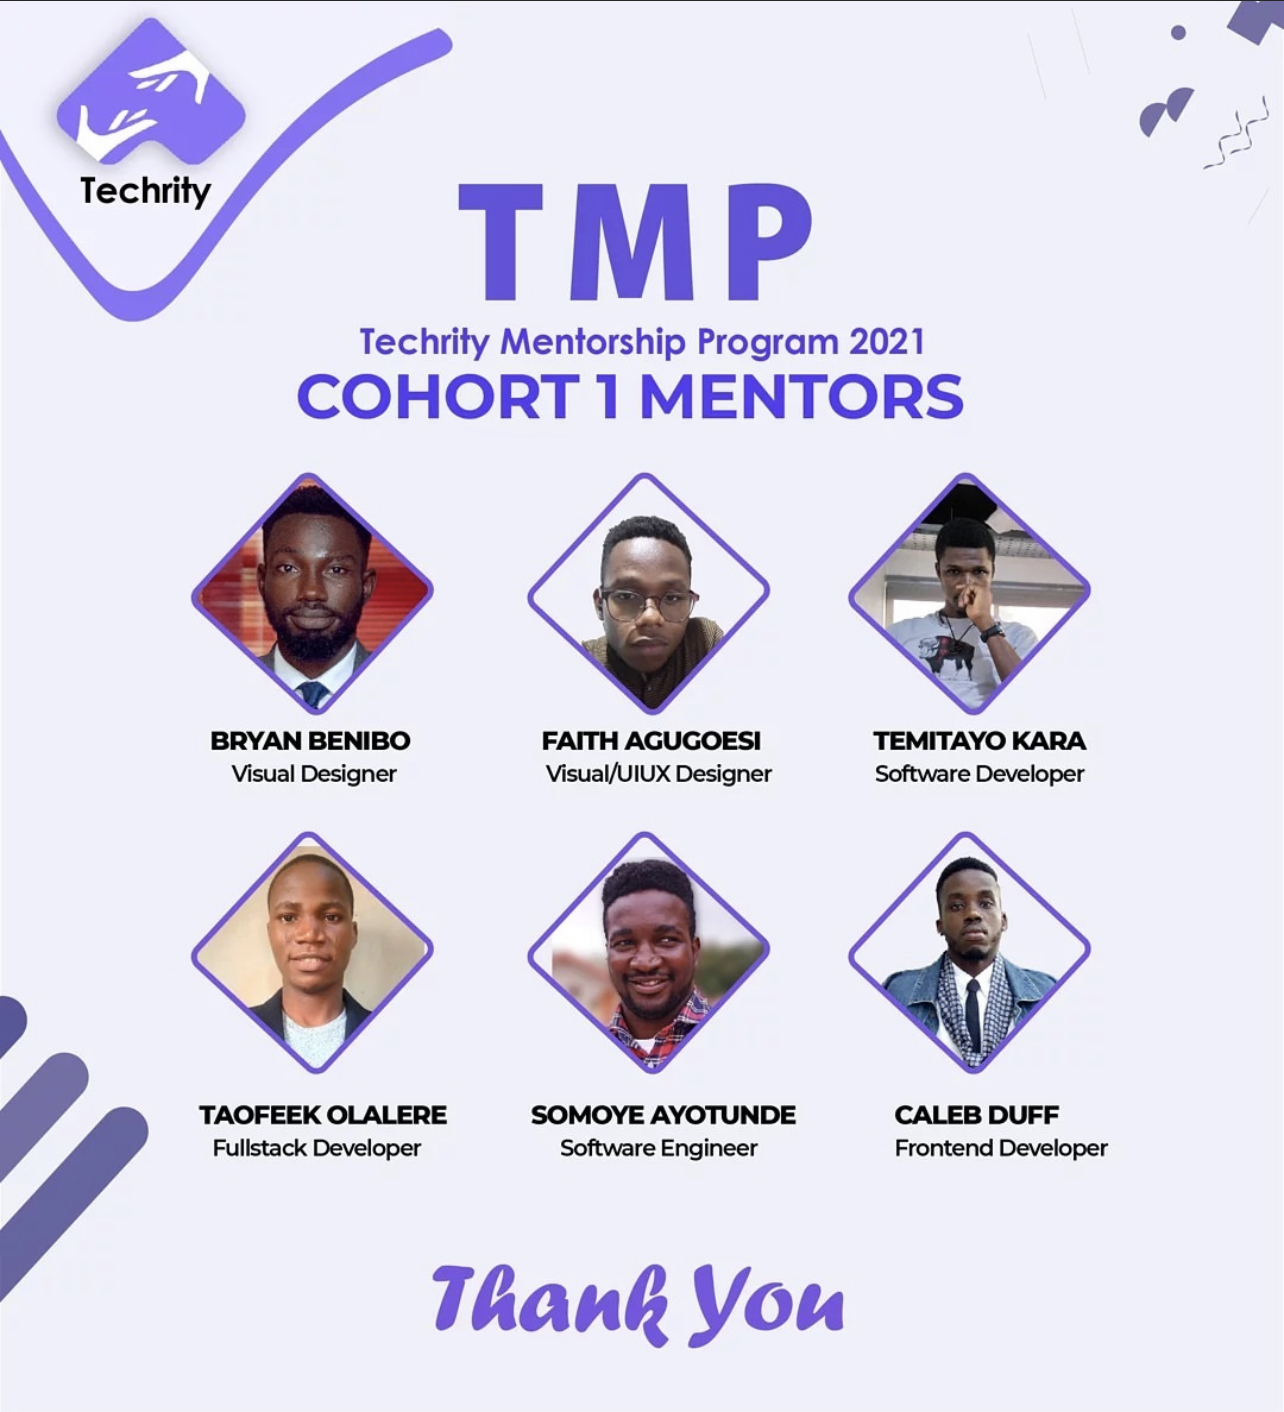 Techrity
TMP
Techrity Mentorship Program 2021
COHORT 1 MENTORS
BRYAN BENIBO
Visual Designer
FAITH AGUGOESI
Visual/UIUX Designer
TEMITAYO KARA
Software Developer
TAOFEEK OLALERE
Fullstack Developer
SOMOYE AYOTUNDE
Software Engineer
CALEB DUFF
Frontend Developer
Thank You